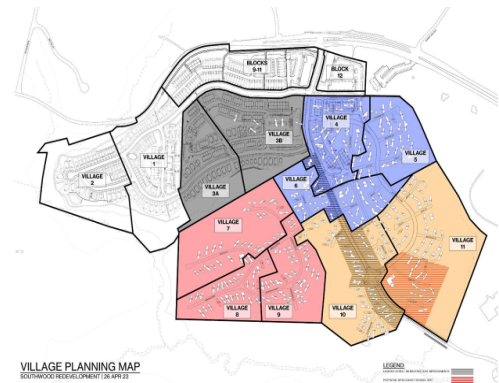 BLOCKS
9-11
BLOCK
12
VILLAGE
4
VILLAGE
3B
VILLAGE
5
VILLAGE
1
VILLAGE
2
VILLAGE
3A
VILLAGE
6
VILLAGE
7
VILLAGE
11
VILLAGE
8
VILLAGE
9
VILLAGE
10
VILLAGE PLANNING MAP
SOUTHWOOD REDEVELOPMENT | 26 APR 23
LEGEND: